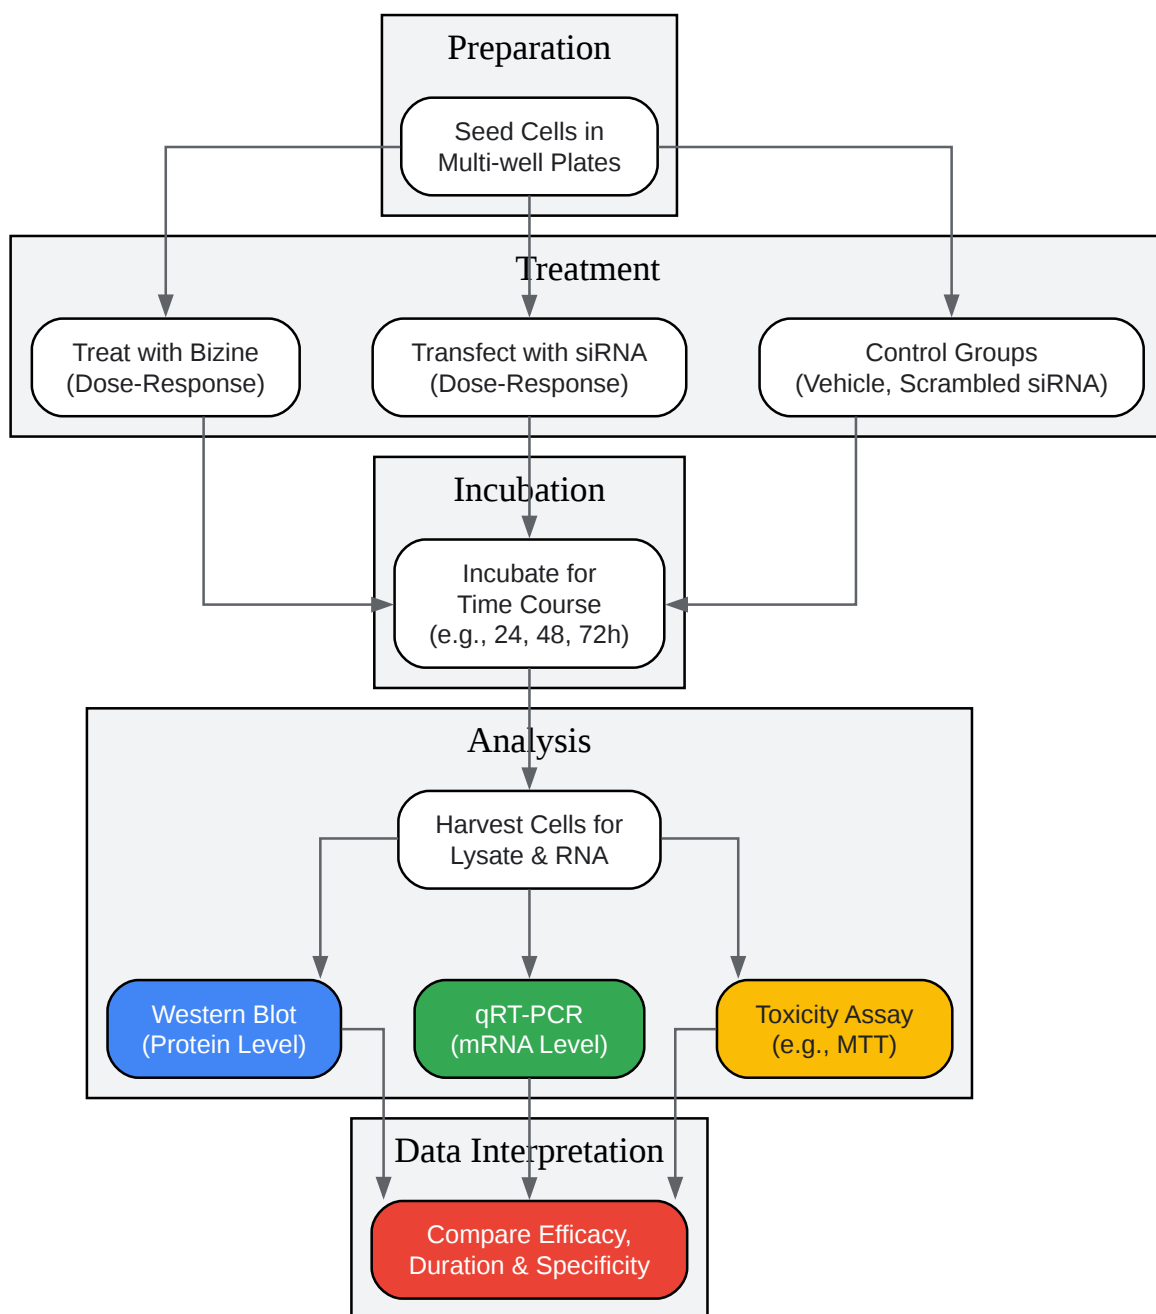 Preparation
Seed Cells in
Multi-well Plates
Treatment
Treat with Bizine
(Dose-Response)
Transfect with siRNA
(Dose-Response)
Control Groups
(Vehicle, Scrambled siRNA)
Incubation
Incubate for
Time Course
(e.g., 24, 48, 72h)
Analysis
Harvest Cells for
Lysate & RNA
Western Blot
(Protein Level)
qRT-PCR
(mRNA Level)
Toxicity Assay
(e.g., MTT)
Data Interpretation
Compare Efficacy,
Duration & Specificity